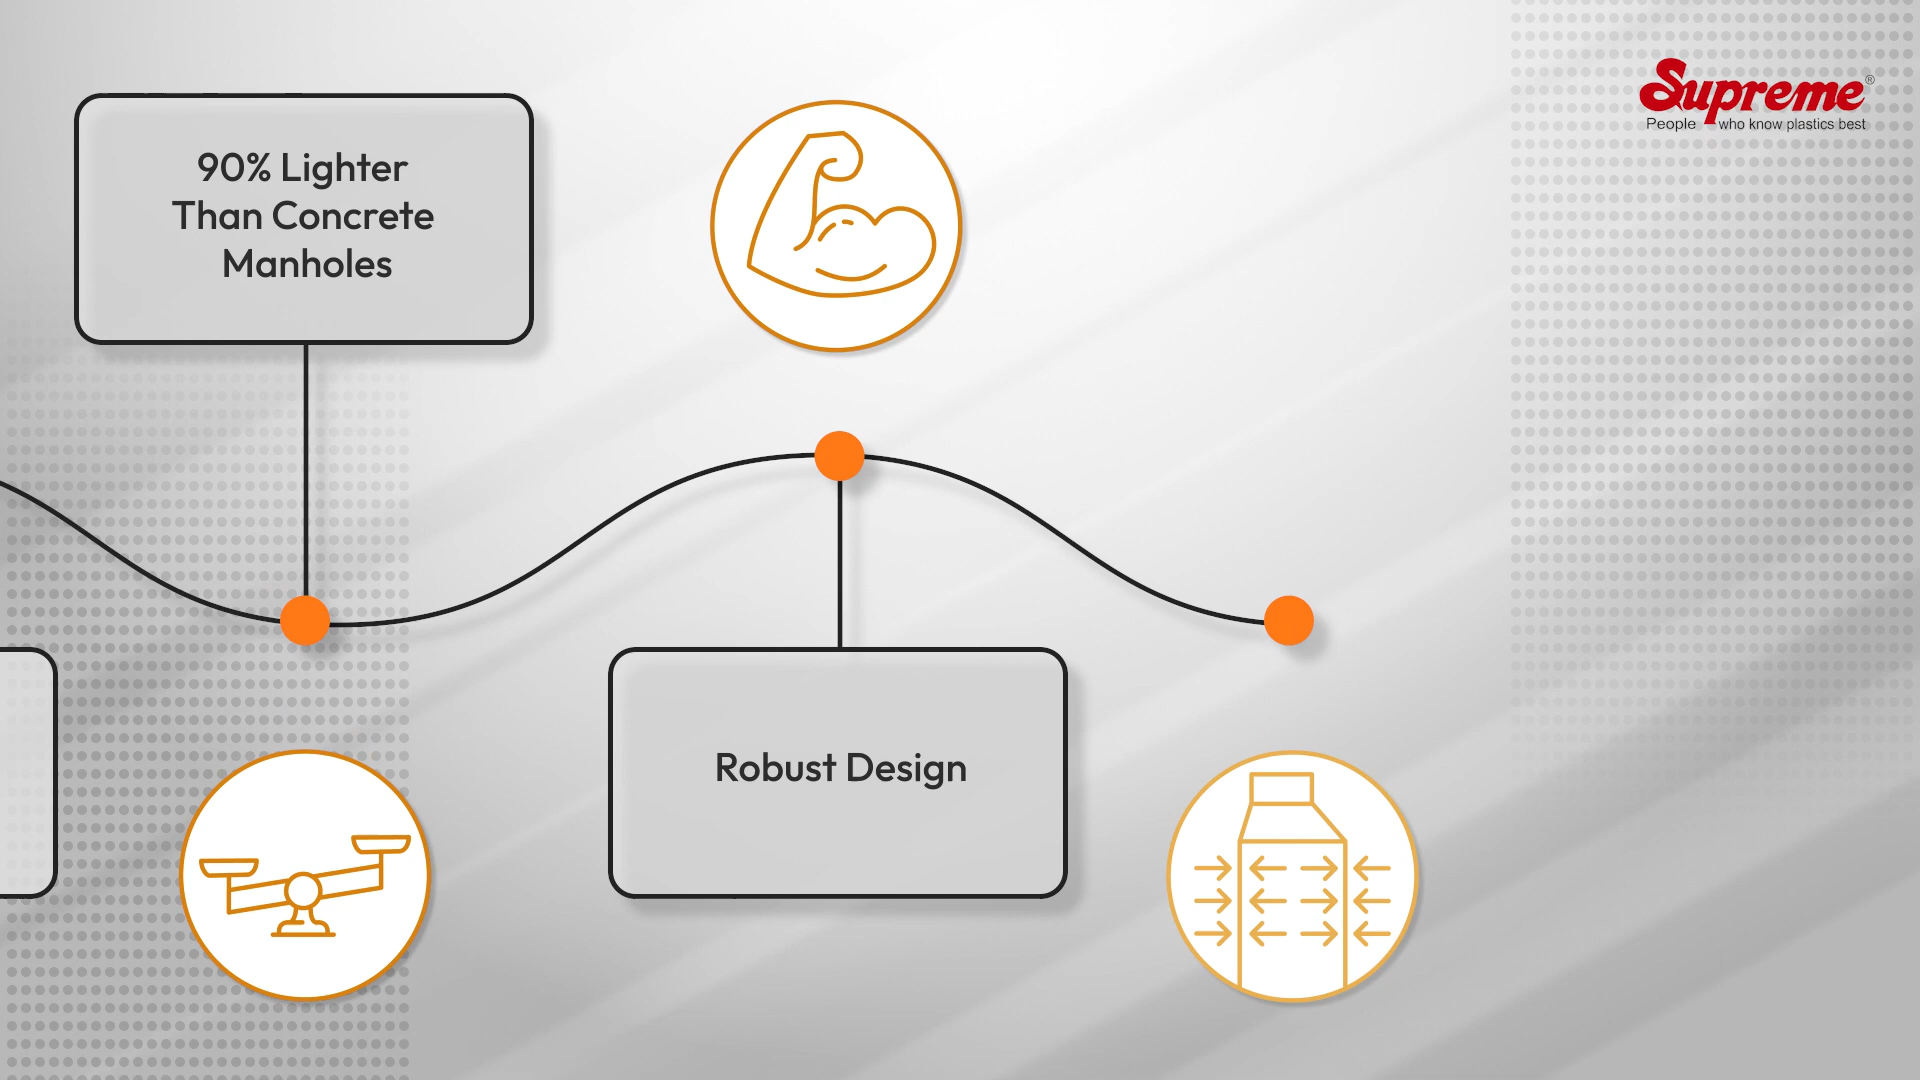 90% Lighter
Than Concrete
Manholes
Supreme®
People who know plastics best
Robust Design